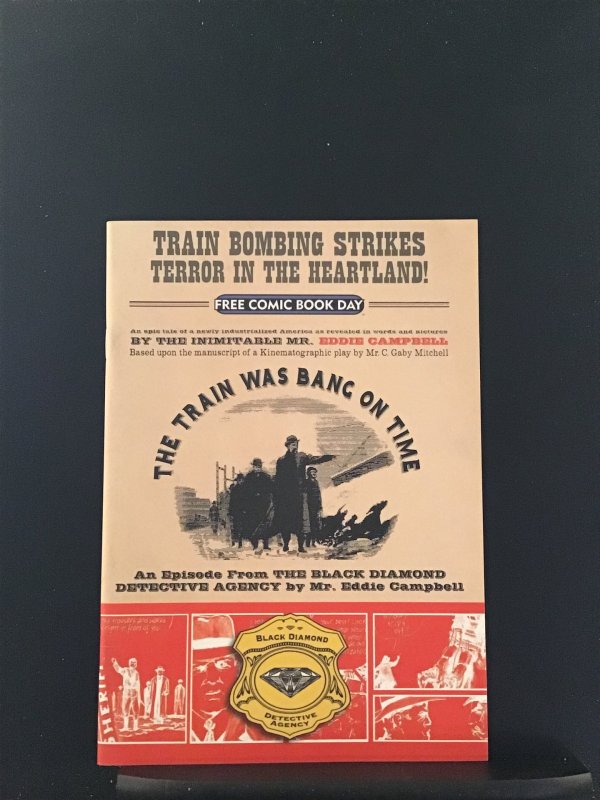 TRAIN BOMBING STRIKES
TERROR IN THE HEARTLAND!
FREE COMIC BOOK DAY
An epic tale of a newly industrialized America as revealed in words and pictures
BY THE INIMITABLE MR. EDDIE CAMPBELL
Based upon the manuscript of a Kinematographic play by Mr. C. Gaby Mitchell
THE TRAIN WAS BANG ON TIME
An Episode From THE BLACK DIAMOND
DETECTIVE AGENCY by Mr. Eddie Campbell
SHERIFF
BLACK DIAMOND
DETECTIVE
AGENCY